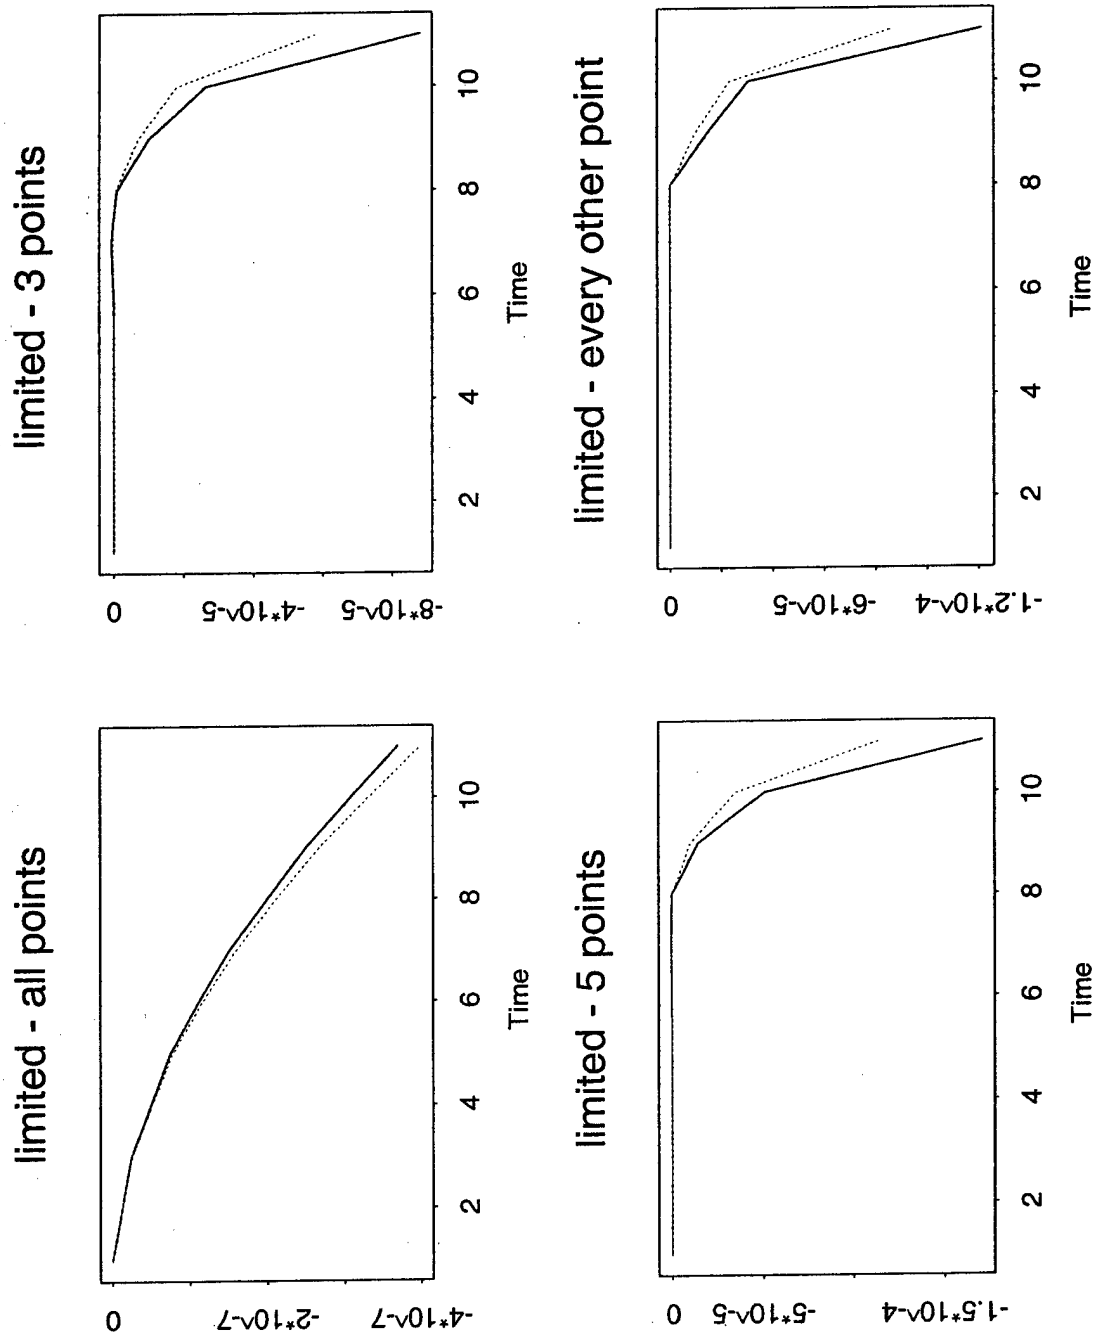 limited - all points
0
-2*10^-7
-4*10^-7
2 4 6 8 10
Time
limited - 3 points
0
-4*10^-5
-8*10^-5
2 4 6 8 10
Time
limited - 5 points
0
-5*10^-5
-1.5*10^-4
2 4 6 8 10
Time
limited - every other point
0
-6*10^-5
-1.2*10^-4
2 4 6 8 10
Time